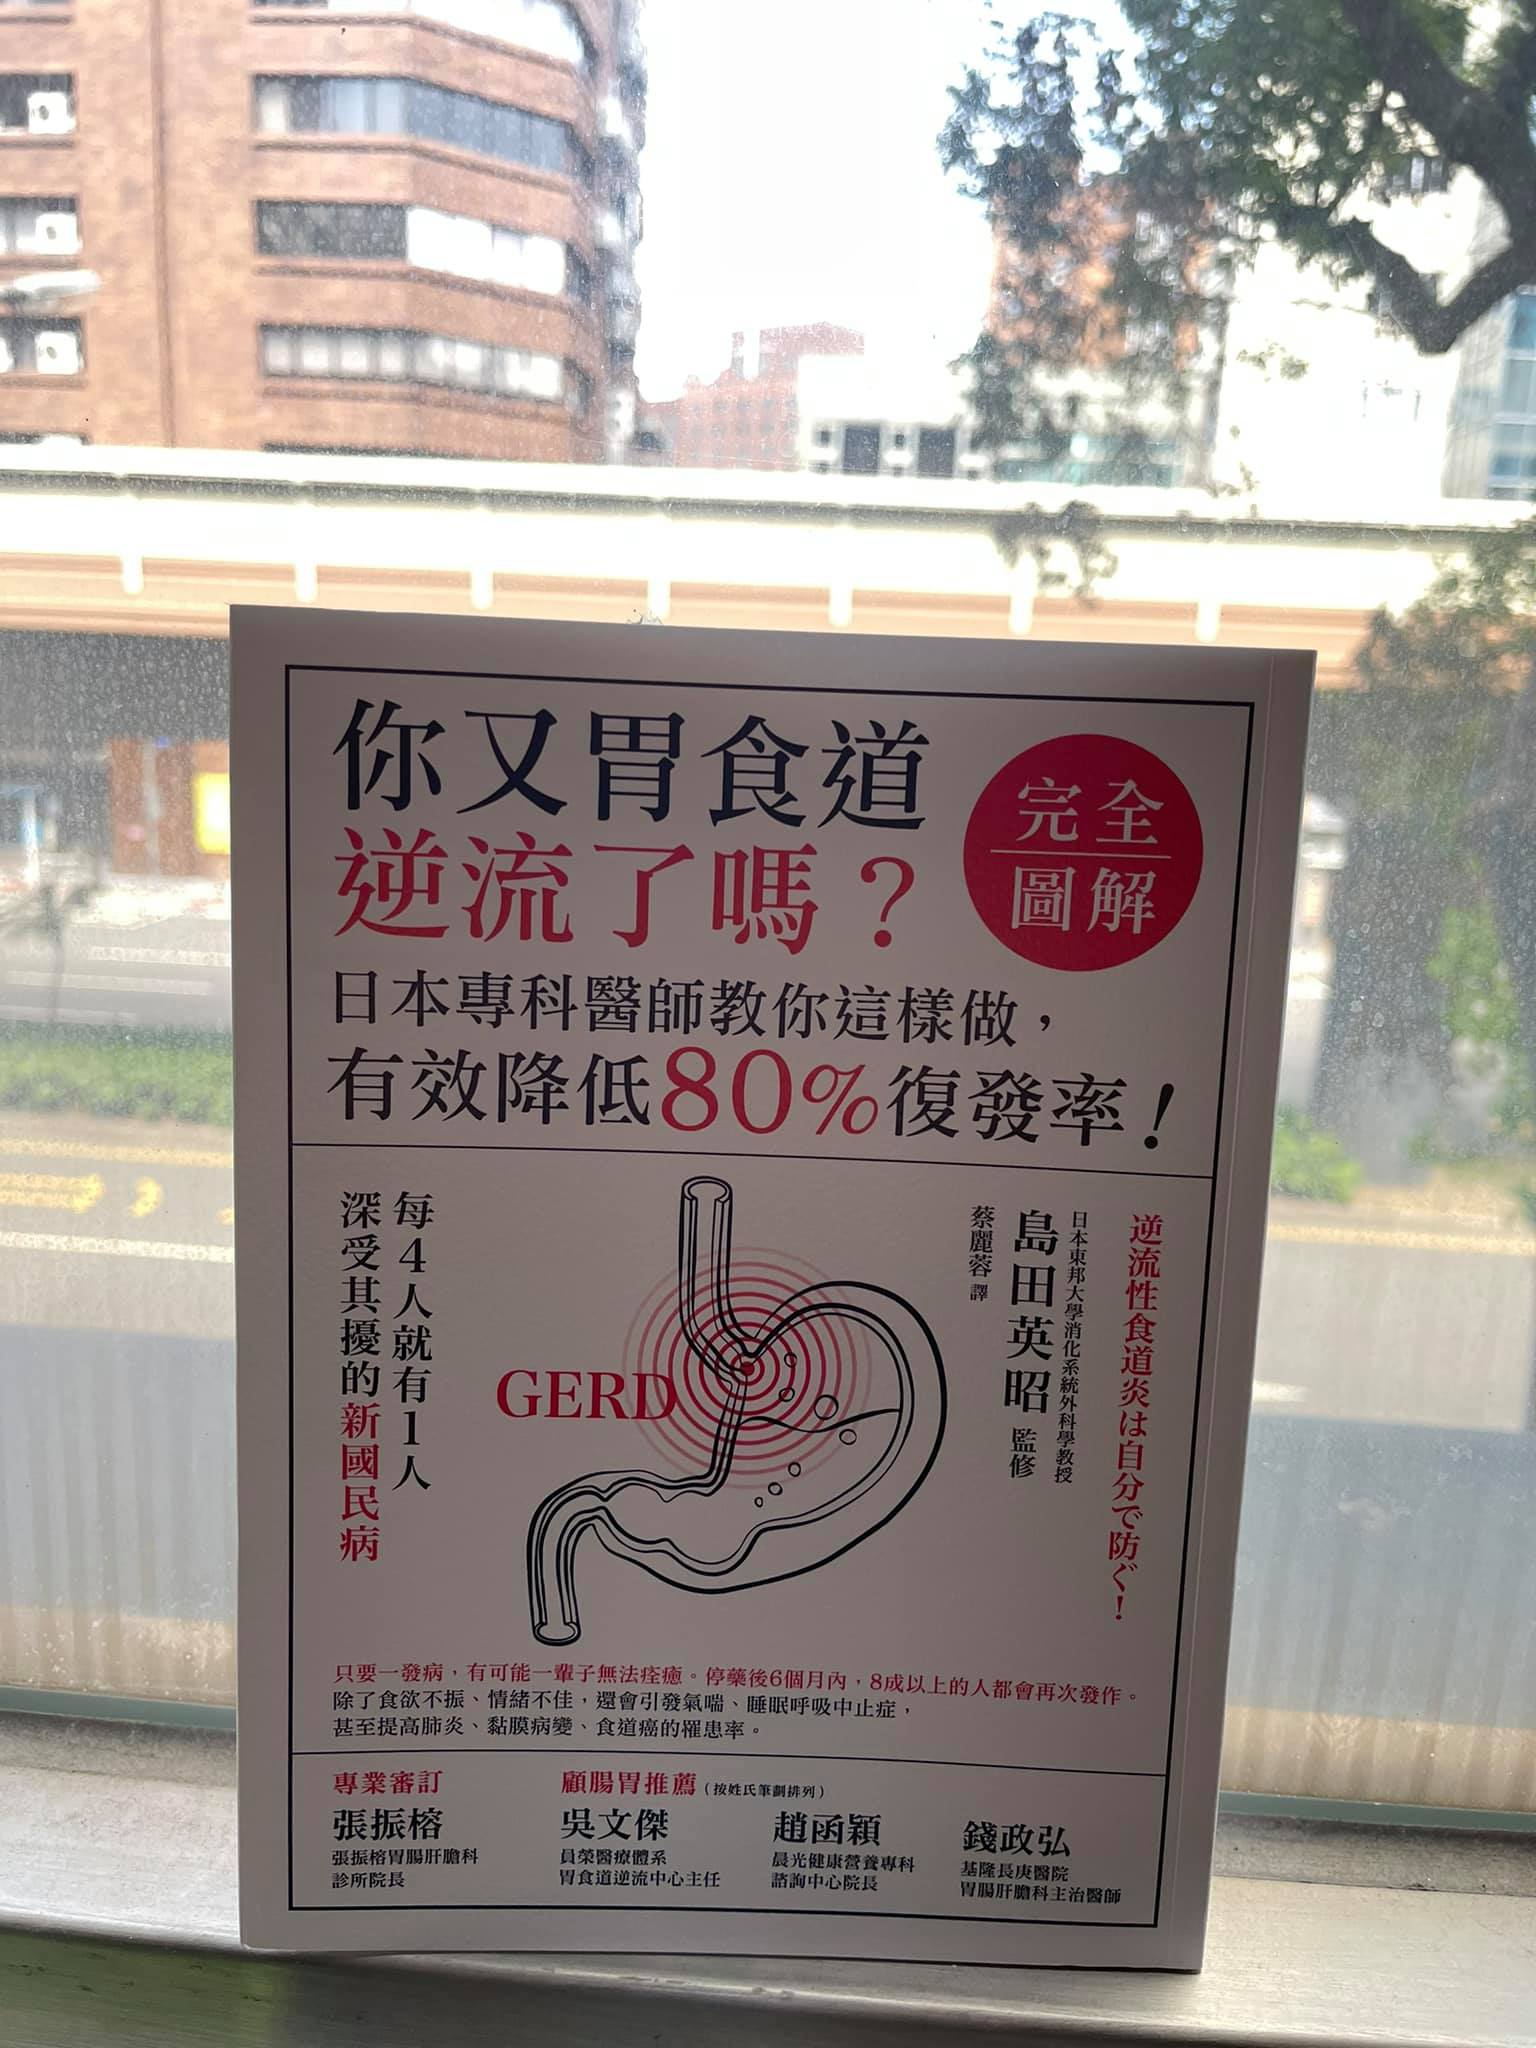 你又胃食道
逆流了嗎？
完全
圖解
日本專科醫師教你這樣做，
有效降低80%復發率！
逆流性食道炎は自分で防ぐ！
日本東邦大學消化系統外科學教授
島田英昭 監修
蔡麗蓉 譯
GERD
每4人就有1人
深受其擾的新國民病
只要一發病，有可能一輩子無法痊癒。停藥後6個月內，8成以上的人都會再次發作。
除了食欲不振、情緒不佳，還會引發氣喘、睡眠呼吸中止症，
甚至提高肺炎、黏膜病變、食道癌的罹患率。
專業審訂
張振榕
張振榕胃腸肝膽科
診所院長
顧腸胃推薦（按姓氏筆劃排列）
吳文傑
員榮醫療體系
胃食道逆流中心主任
趙函穎
晨光健康營養專科
諮詢中心院長
錢政弘
基隆長庚醫院
胃腸肝膽科主治醫師